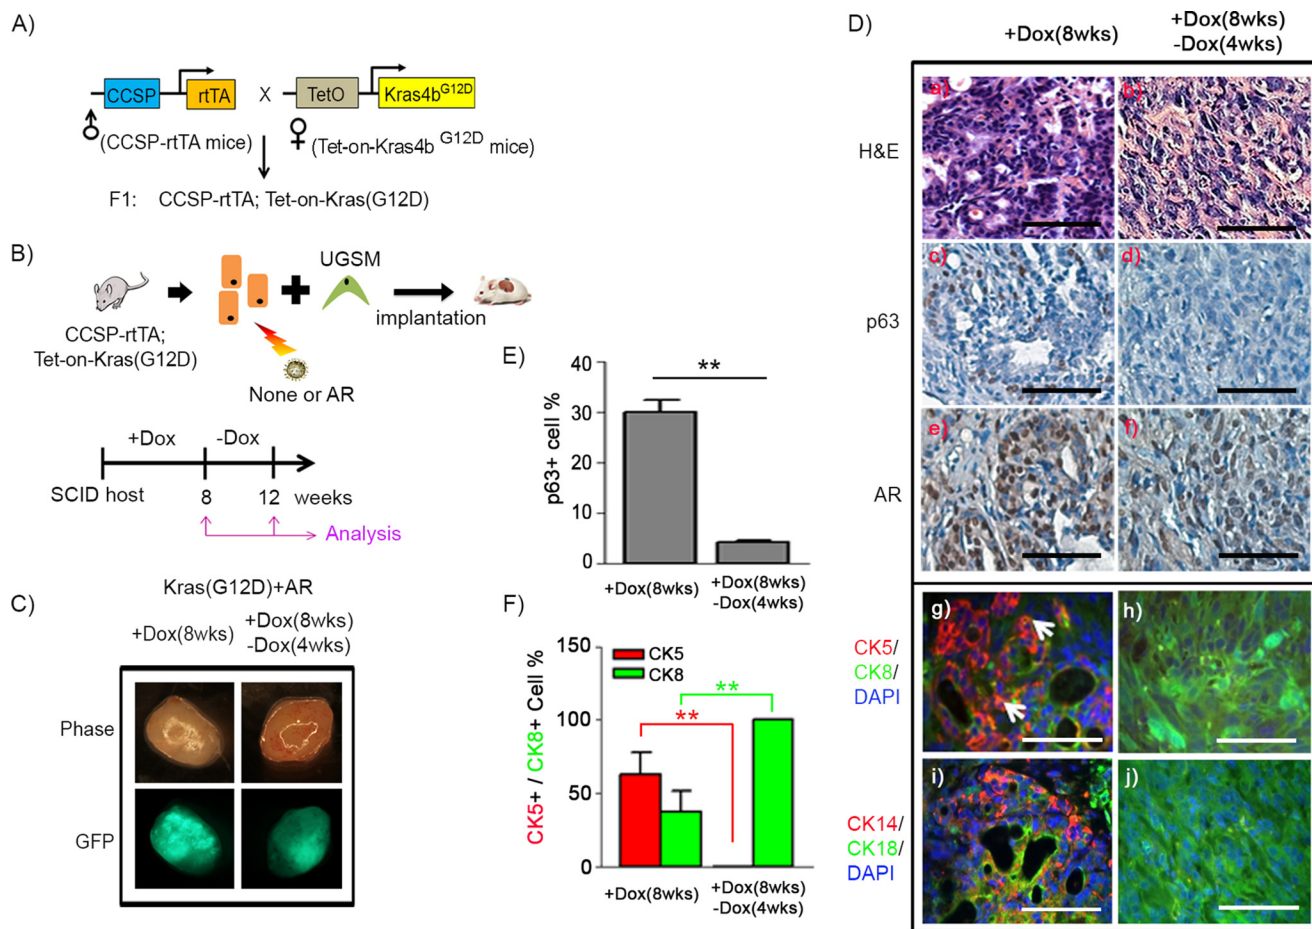 A)
CCSP
rtTA
X
TetO
Kras4b^G12D
(CCSP-rtTA mice)
(Tet-on-Kras4b ^G12D mice)
F1: CCSP-rtTA; Tet-on-Kras(G12D)
B)
UGSM
implantation
CCSP-rtTA;
Tet-on-Kras(G12D)
None or AR
+Dox
-Dox
SCID host
8
12
weeks
Analysis
C)
Kras(G12D)+AR
+Dox(8wks)
+Dox(8wks)
-Dox(4wks)
Phase
GFP
D)
+Dox(8wks)
+Dox(8wks)
-Dox(4wks)
H&E
a)
b)
p63
c)
d)
AR
e)
f)
CK5/
CK8/
DAPI
g)
h)
CK14/
CK18/
DAPI
i)
j)
E)
p63+ cell %
40
30
20
10
0
**
+Dox(8wks)
+Dox(8wks)
-Dox(4wks)
F)
CK5+ / CK8+ Cell %
150
100
50
0
CK5
CK8
**
**
+Dox(8wks)
+Dox(8wks)
-Dox(4wks)